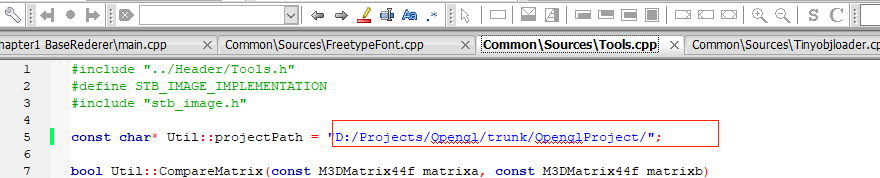 Aa .*
S C
hapter1 BaseRederer\main.cpp × Common\Sources\FreetypeFont.cpp × Common\Sources\Tools.cpp × Common\Sources\Tinyobjloader.cpp
1 #include "../Header/Tools.h"
2 #define STB_IMAGE_IMPLEMENTATION
3 #include "stb_image.h"
4
5 const char* Util::projectPath = "D:/Projects/Opengl/trunk/OpenglProject/";
6
7 bool Util::CompareMatrix(const M3DMatrix44f matrixa, const M3DMatrix44f matrixb)